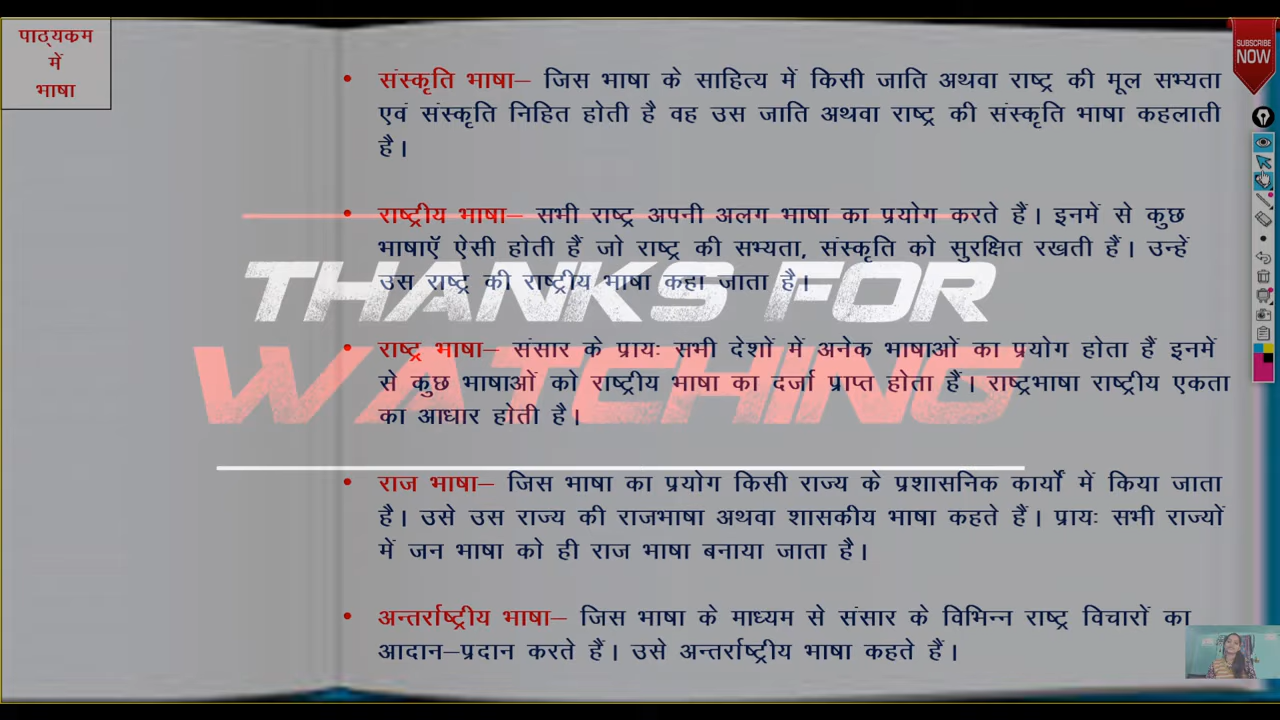 पाठ्यकम
में
भाषा
SUBSCRIBE
NOW
• संस्कृति भाषा– जिस भाषा के साहित्य में किसी जाति अथवा राष्ट्र की मूल सभ्यता
एवं संस्कृति निहित होती है वह उस जाति अथवा राष्ट्र की संस्कृति भाषा कहलाती
है।
• राष्ट्रीय भाषा– सभी राष्ट्र अपनी अलग भाषा का प्रयोग करते हैं। इनमें से कुछ
भाषाऍ ऐसी होती हैं जो राष्ट्र की सभ्यता, संस्कृति को सुरक्षित रखती हैं। उन्हें
उस राष्ट्र की राष्ट्रीय भाषा कहा जाता है।
THANKS FOR
• राष्ट्र भाषा– संसार के प्रायः सभी देशों में अनेक भाषाओं का प्रयोग होता हैं इनमें
से कुछ भाषाओं को राष्ट्रीय भाषा का दर्जा प्राप्त होता हैं। राष्ट्रभाषा राष्ट्रीय एकता
का आधार होती है।
WATCHING
• राज भाषा– जिस भाषा का प्रयोग किसी राज्य के प्रशासनिक कार्यों में किया जाता
है। उसे उस राज्य की राजभाषा अथवा शासकीय भाषा कहते हैं। प्रायः सभी राज्यों
में जन भाषा को ही राज भाषा बनाया जाता है।
• अन्तर्राष्ट्रीय भाषा– जिस भाषा के माध्यम से संसार के विभिन्न राष्ट्र विचारों का
आदान–प्रदान करते हैं। उसे अन्तर्राष्ट्रीय भाषा कहते हैं।